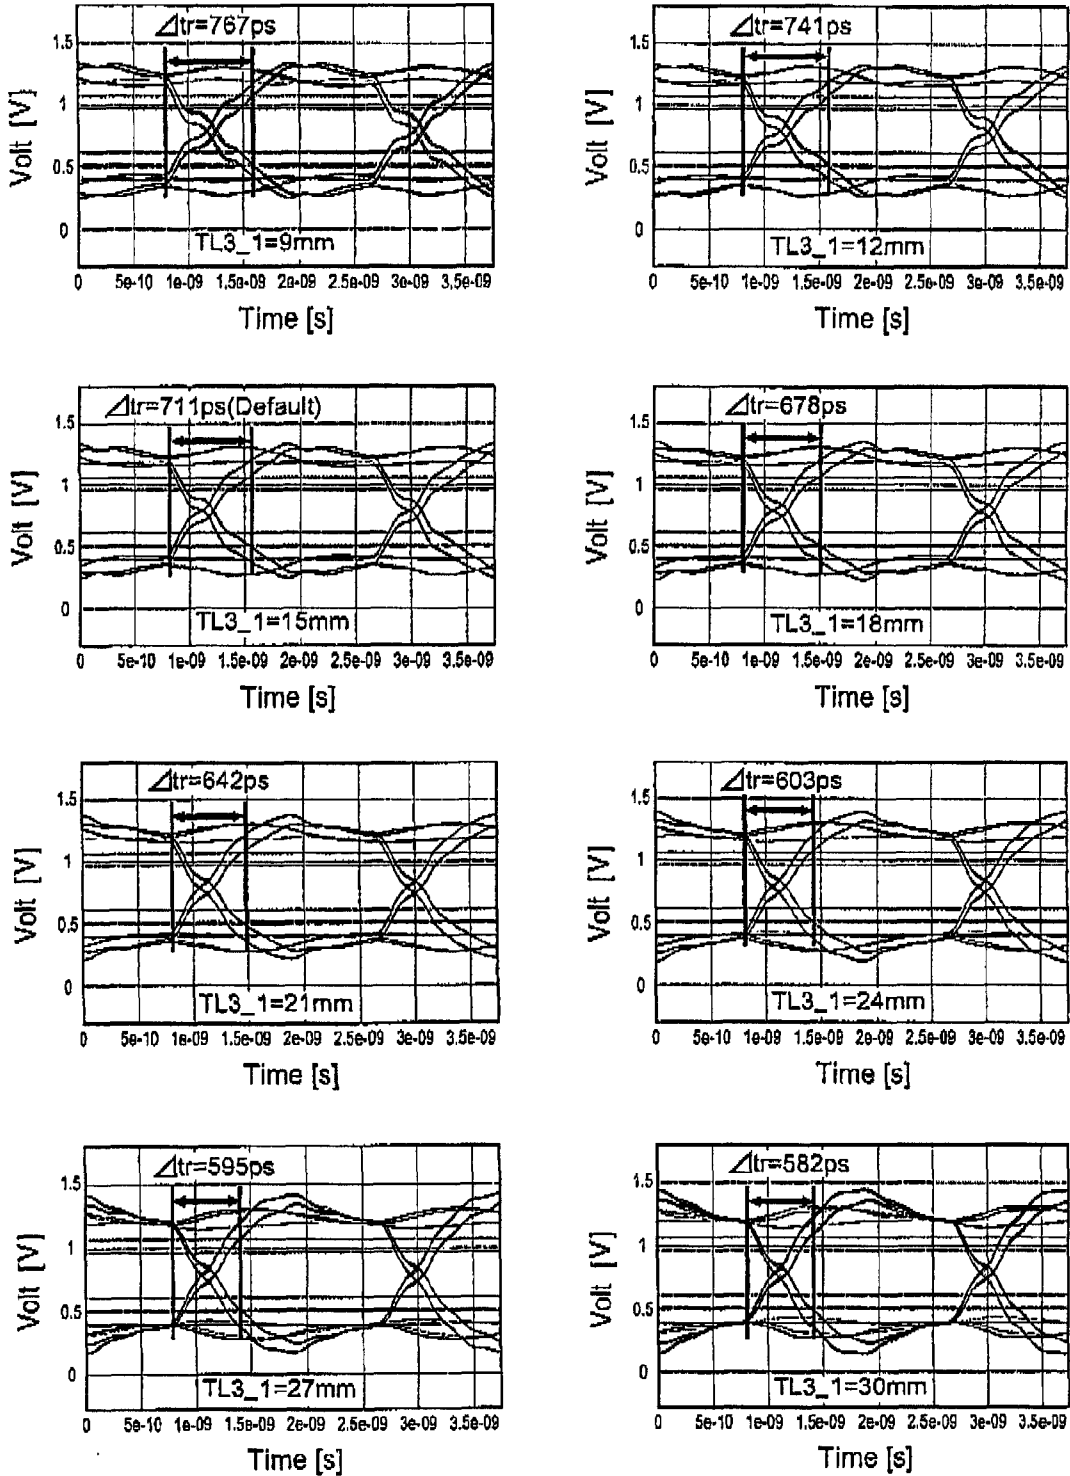 ⊿tr=767ps
1.5
1
0.5
0
Volt [V]
TL3_1=9mm
0 5e-10 1e-09 1.5e-09 2e-09 2.5e-09 3e-09 3.5e-09
Time [s]
⊿tr=741ps
1.5
1
0.5
0
Volt [V]
TL3_1=12mm
0 5e-10 1e-09 1.5e-09 2e-09 2.5e-09 3e-09 3.5e-09
Time [s]
⊿tr=711ps(Default)
1.5
1
0.5
0
Volt [V]
TL3_1=15mm
0 5e-10 1e-09 1.5e-09 2e-09 2.5e-09 3e-09 3.5e-09
Time [s]
⊿tr=678ps
1.5
1
0.5
0
Volt [V]
TL3_1=18mm
0 5e-10 1e-09 1.5e-09 2e-09 2.5e-09 3e-09 3.5e-09
Time [s]
⊿tr=642ps
1.5
1
0.5
0
Volt [V]
TL3_1=21mm
0 5e-10 1e-09 1.5e-09 2e-09 2.5e-09 3e-09 3.5e-09
Time [s]
⊿tr=603ps
1.5
1
0.5
0
Volt [V]
TL3_1=24mm
0 5e-10 1e-09 1.5e-09 2e-09 2.5e-09 3e-09 3.5e-09
Time [s]
⊿tr=595ps
1.5
1
0.5
0
Volt [V]
TL3_1=27mm
0 5e-10 1e-09 1.5e-09 2e-09 2.5e-09 3e-09 3.5e-09
Time [s]
⊿tr=582ps
1.5
1
0.5
0
Volt [V]
TL3_1=30mm
0 5e-10 1e-09 1.5e-09 2e-09 2.5e-09 3e-09 3.5e-09
Time [s]